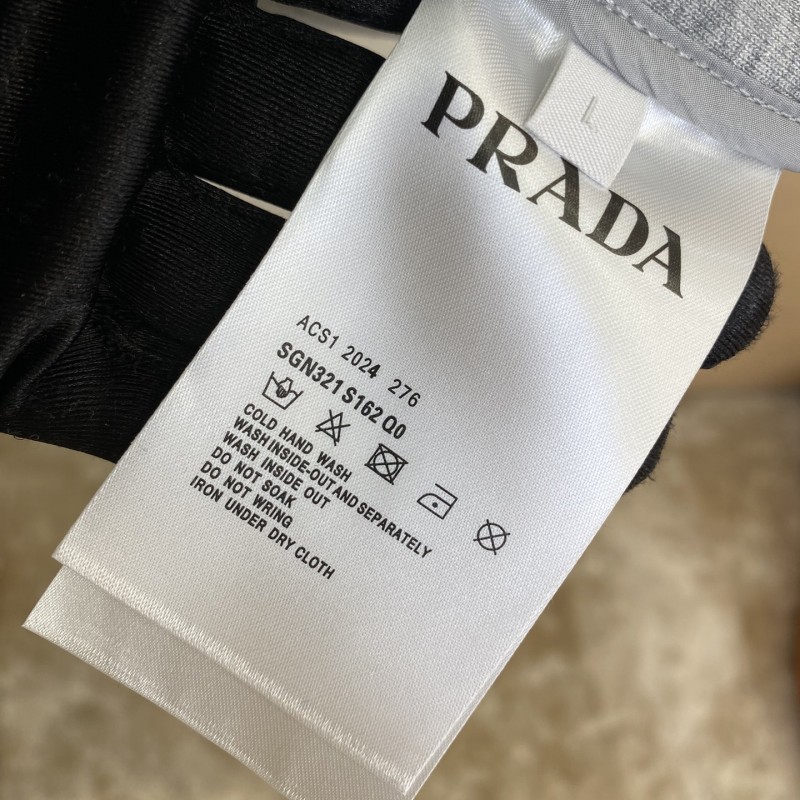 L
PRADA
ACS1 2024 276
SGN321 S162 Q0
COLD HAND WASH
WASH INSIDE-OUT AND SEPARATELY
WASH INSIDE OUT
DO NOT SOAK
DO NOT WRING
IRON UNDER DRY CLOTH